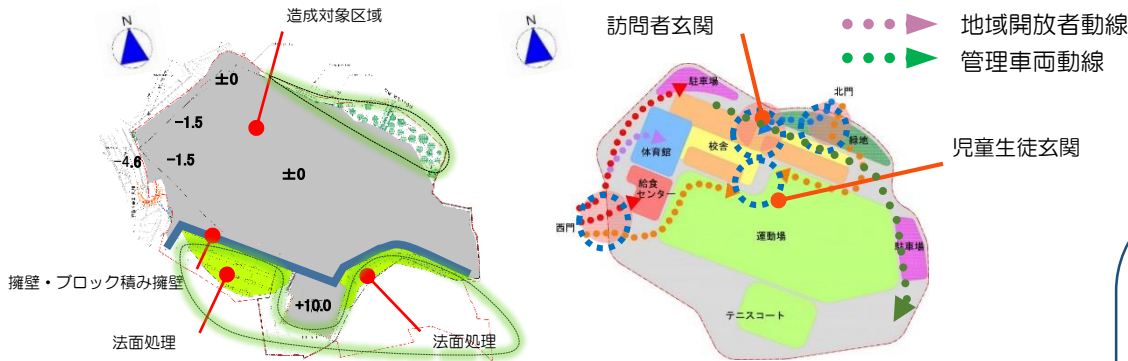 造成対象区域
N
±0
-1.5
-4.6
-1.5
±0
擁壁・ブロック積み擁壁
+10.0
法面処理
法面処理
訪問者玄関
地域開放者動線
管理車両動線
N
駐車場
北門
校舎
体育館
緑地
児童生徒玄関
給食
センター
西門
運動場
駐車場
テニスコート